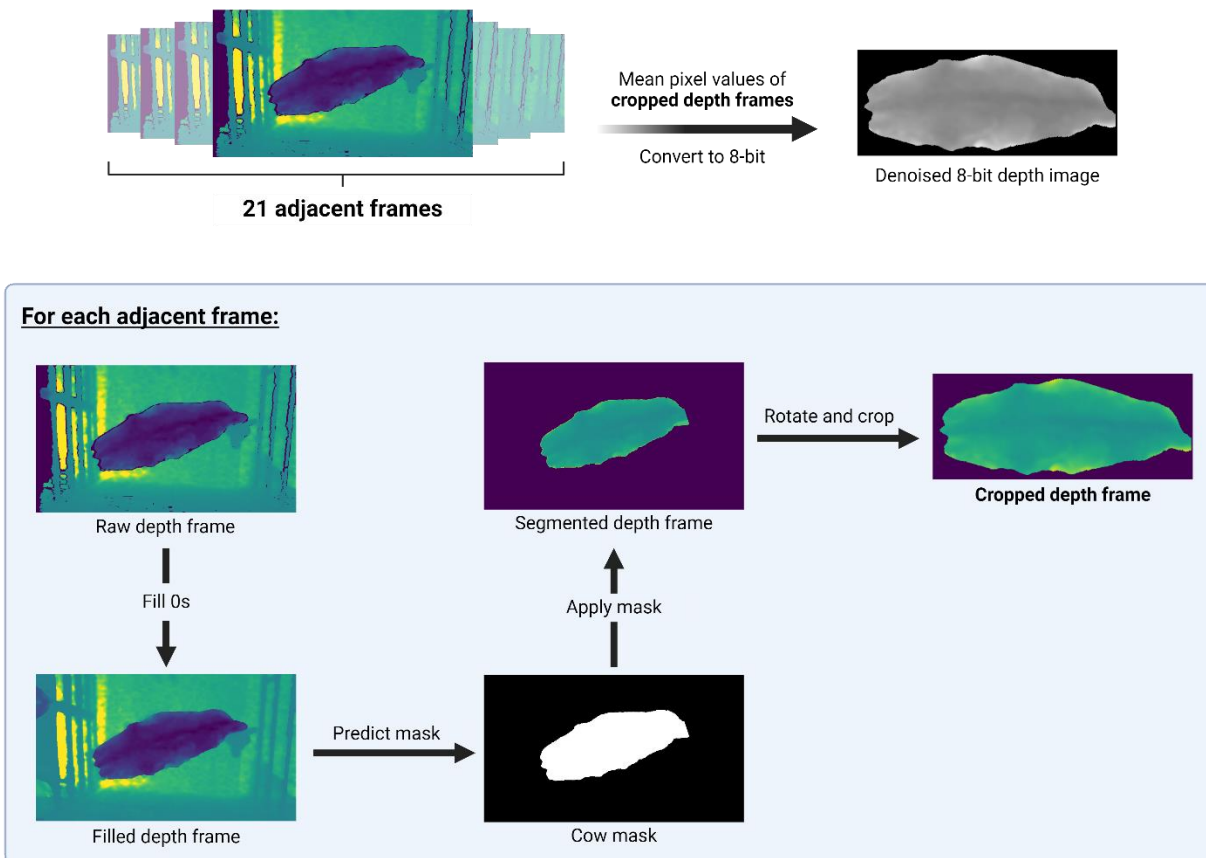 Mean pixel values of
cropped depth frames
Convert to 8-bit
21 adjacent frames
Denoised 8-bit depth image
For each adjacent frame:
Raw depth frame
Fill 0s
Filled depth frame
Predict mask
Cow mask
Apply mask
Segmented depth frame
Rotate and crop
Cropped depth frame